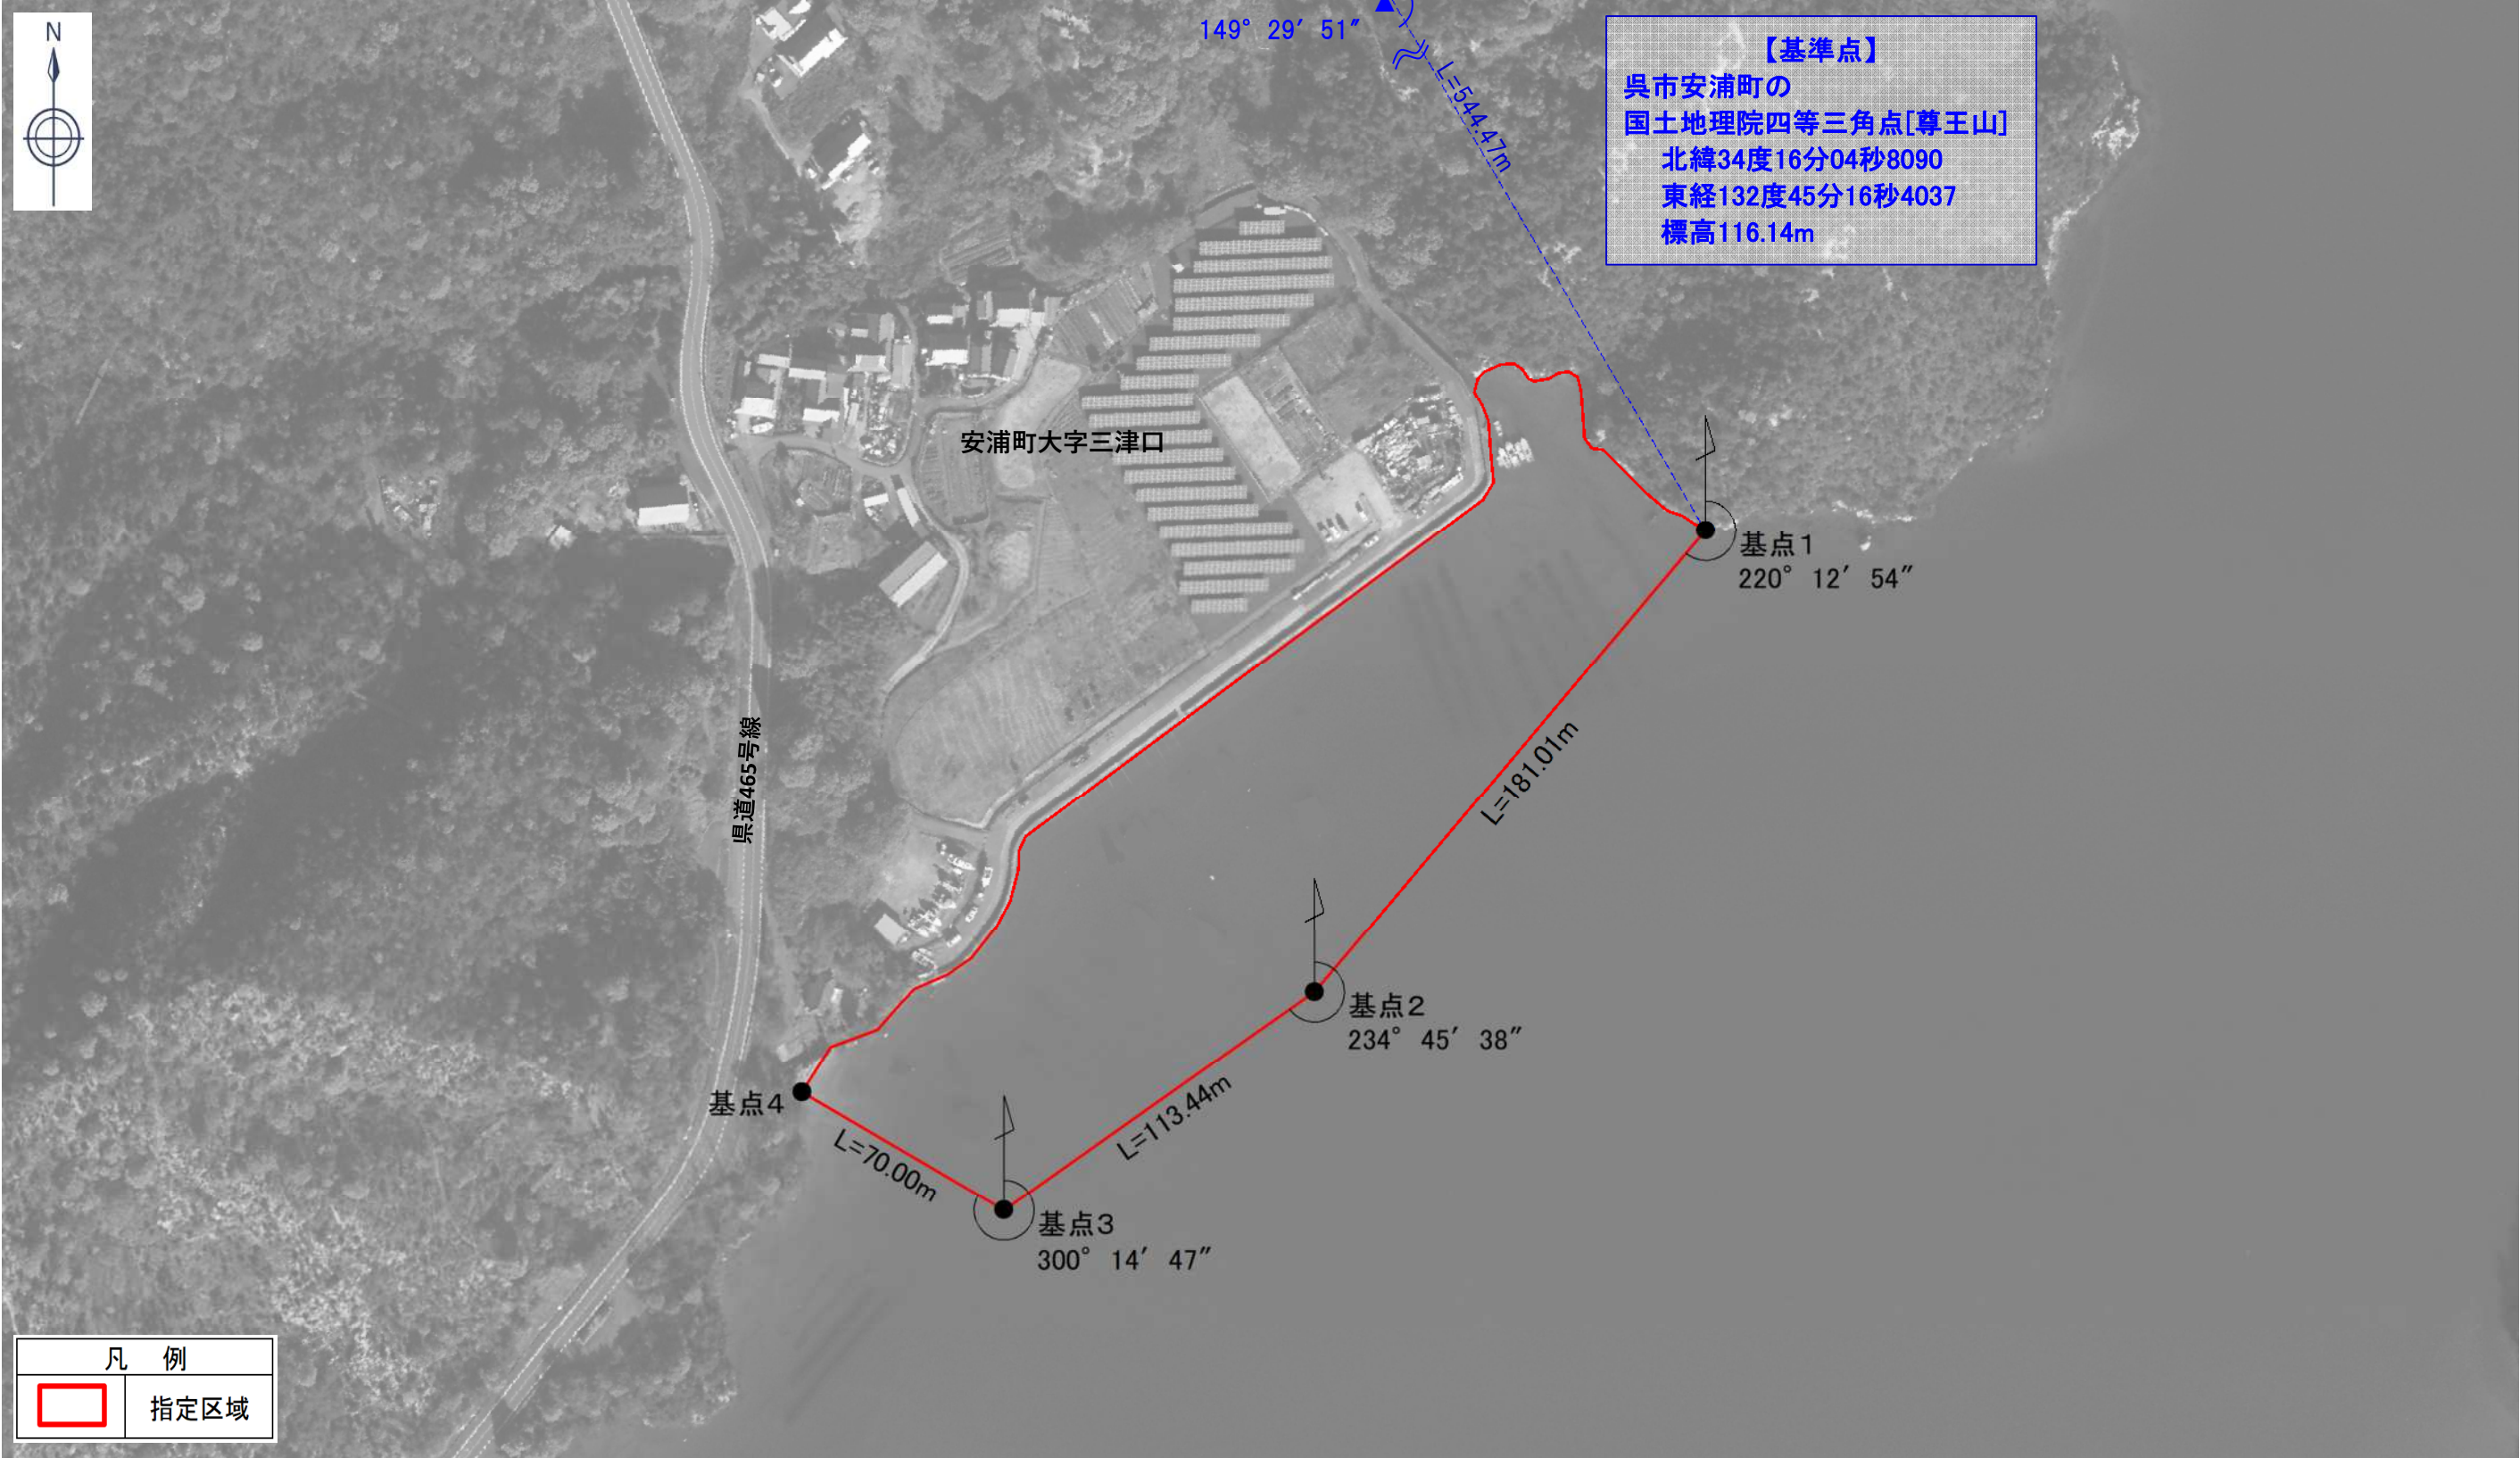 N
149° 29′ 51″
L=544.47m
【基準点】
呉市安浦町の
国土地理院四等三角点[尊王山]
北緯34度16分04秒8090
東経132度45分16秒4037
標高116.14m
安浦町大字三津口
基点1
220° 12′ 54″
県道465号線
L=181.01m
基点2
234° 45′ 38″
基点4
L=113.44m
L=70.00m
基点3
300° 14′ 47″
凡 例
指定区域